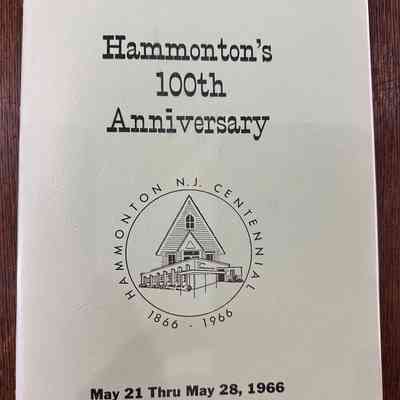 Hammonton's
100th
Anniversary
HAMMONTON N.J. CENTENNIAL
1866 - 1966
May 21 Thru May 28, 1966